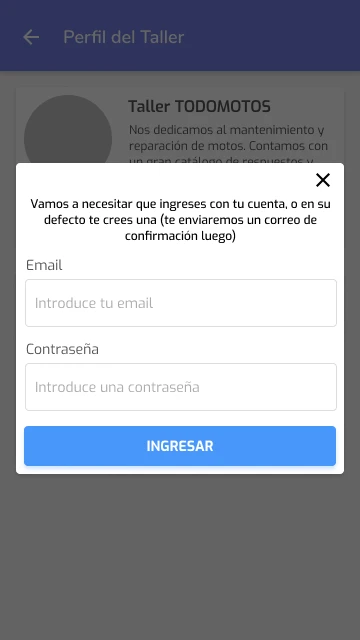 Perfil del Taller
Taller TODOMOTOS
Nos dedicamos al mantenimiento y
reparación de motos. Contamos con
un gran catálogo de respuetos y
Vamos a necesitar que ingreses con tu cuenta, o en su
defecto te crees una (te enviaremos un correo de
confirmación luego)
Email
Introduce tu email
Contraseña
Introduce una contraseña
INGRESAR